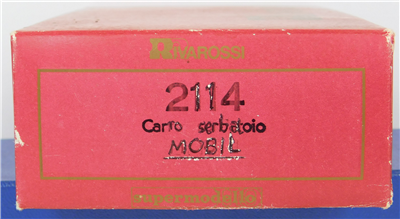 RIVAROSSI
2114
Carro serbatoio
MOBIL
supermodello